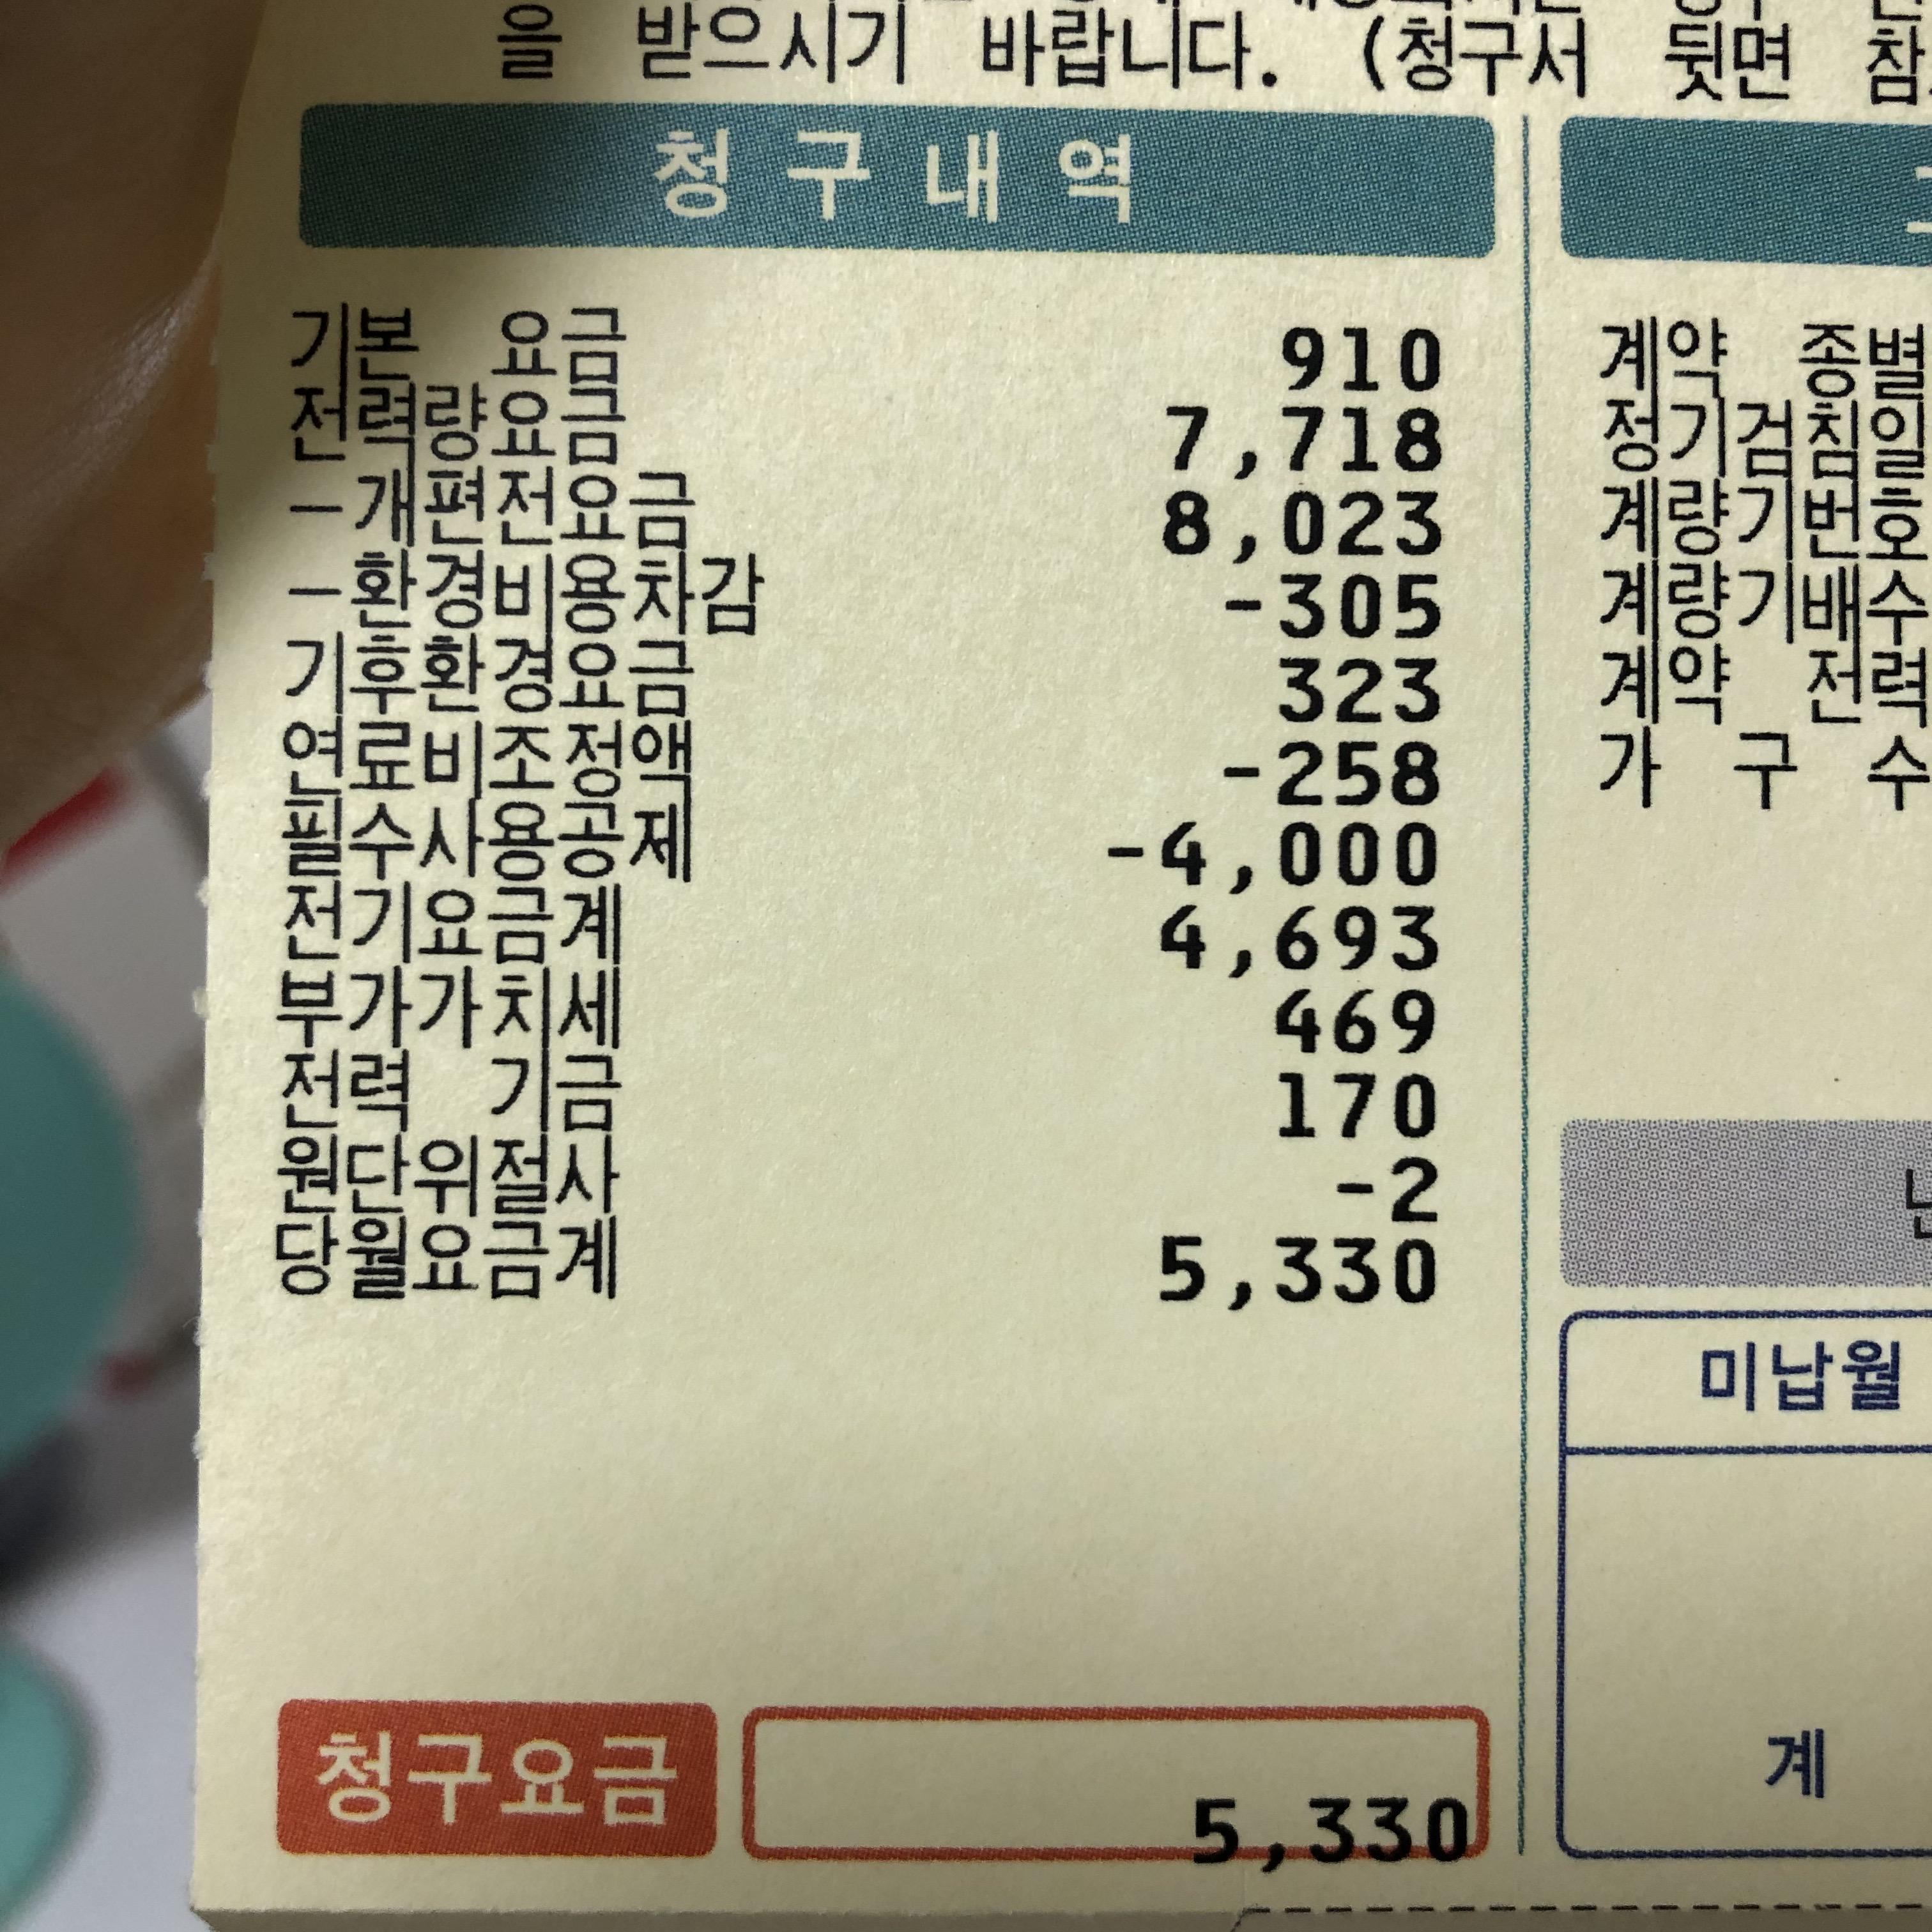 을 받으시기 바랍니다. (청구서 뒷면 참
청구내역
기본 요금 910
전력량요금 7,718
-개편전요금 8,023
-환경비용차감 -305
기후환경요금 323
연료비조정액 -258
필수사용공제 -4,000
전기요금계 4,693
부가가치세 469
전력 기금 170
원단위절사 -2
당월요금계 5,330
청구요금 5,330
계약 종별
정기검침일
계량기번호
계량기배수
계약 전력
가 구 수
미납월
계